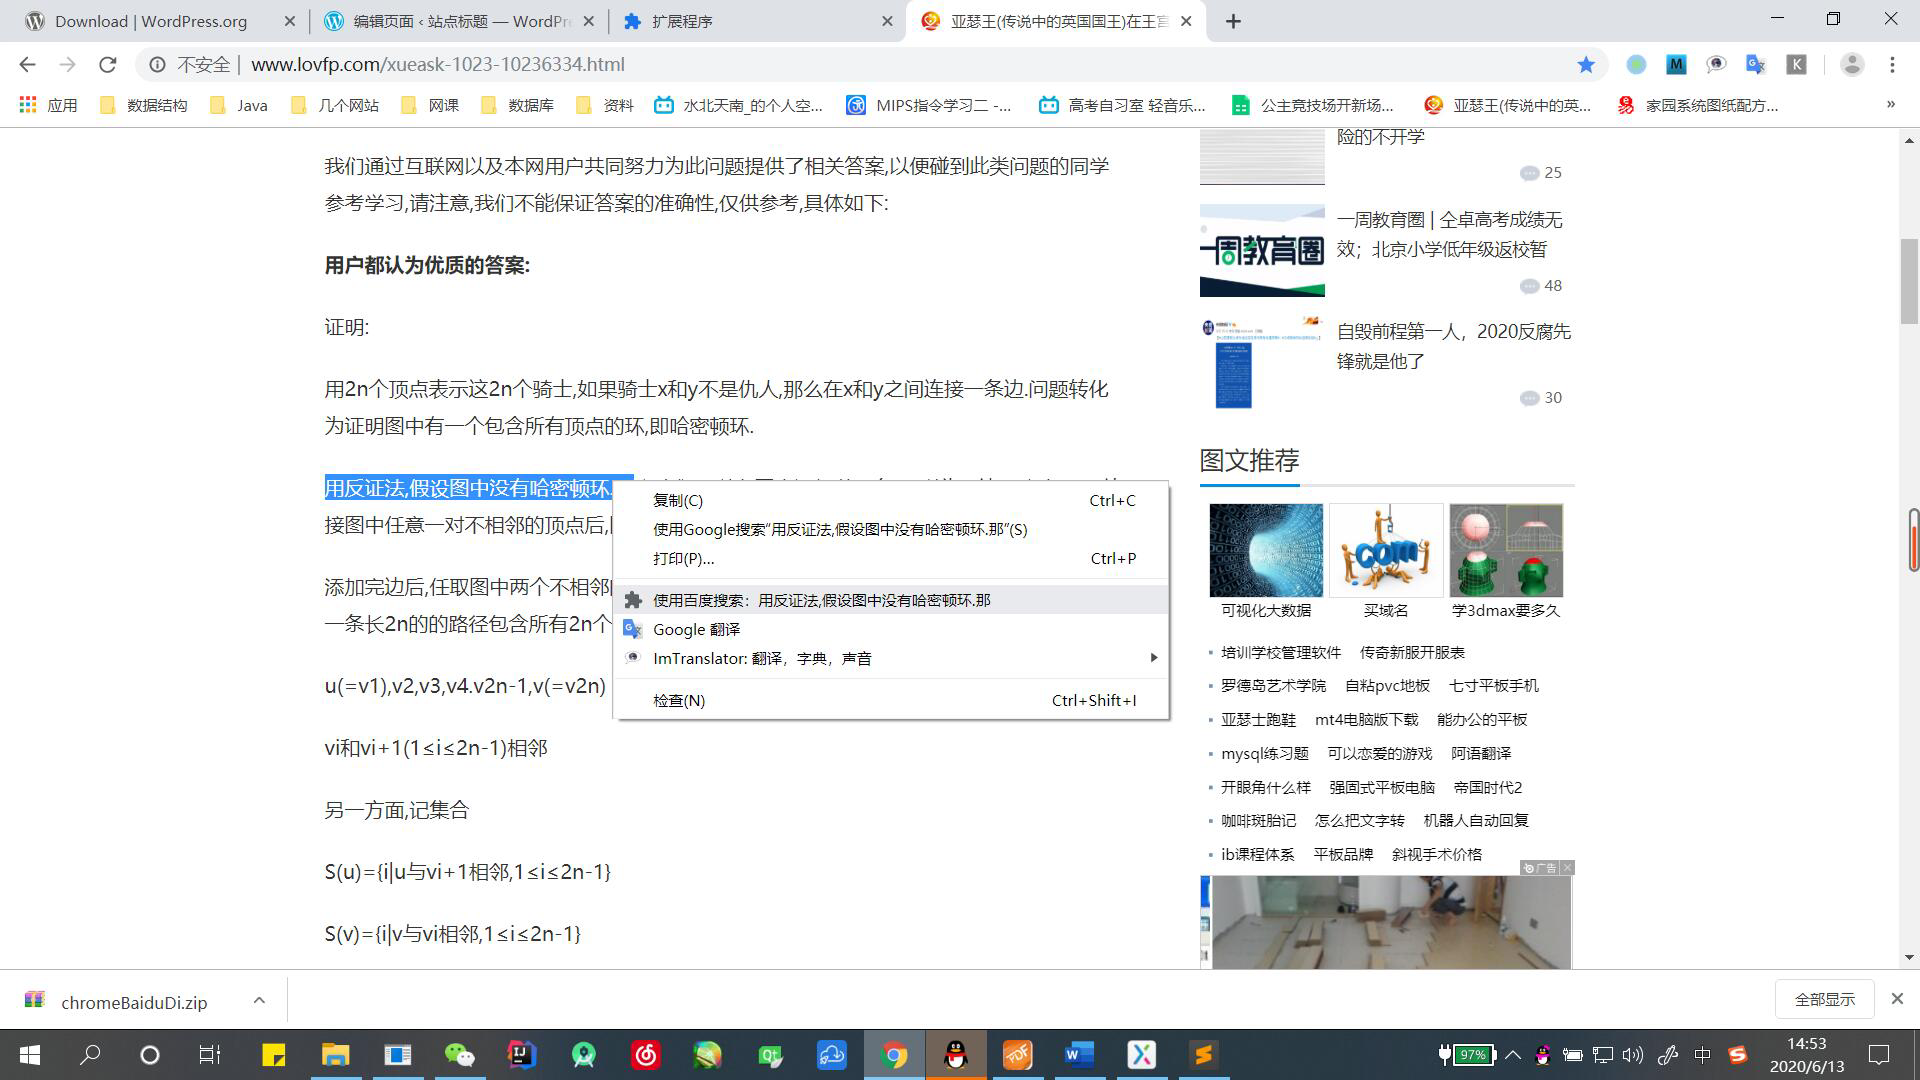 Download | WordPress.org
编辑页面 ‹ 站点标题 — WordPr
扩展程序
亚瑟王(传说中的英国国王)在王宫
不安全 | www.lovfp.com/xueask-1023-10236334.html
应用
数据结构
Java
几个网站
网课
数据库
资料
水北天南_的个人空...
MIPS指令学习二 -...
高考自习室 轻音乐...
公主竞技场开新场...
亚瑟王(传说中的英...
家园系统图纸配方...
»
我们通过互联网以及本网用户共同努力为此问题提供了相关答案,以便碰到此类问题的同学
参考学习,请注意,我们不能保证答案的准确性,仅供参考,具体如下:
用户都认为优质的答案:
证明:
用2n个顶点表示这2n个骑士,如果骑士x和y不是仇人,那么在x和y之间连接一条边.问题转化
为证明图中有一个包含所有顶点的环,即哈密顿环.
用反证法,假设图中没有哈密顿环.
接图中任意一对不相邻的顶点后,
添加完边后,任取图中两个不相邻
一条长2n的的路径包含所有2n个
u(=v1),v2,v3,v4.v2n-1,v(=v2n)
vi和vi+1(1≤i≤2n-1)相邻
另一方面,记集合
S(u)={i|u与vi+1相邻,1≤i≤2n-1}
S(v)={i|v与vi相邻,1≤i≤2n-1}
复制(C) Ctrl+C
使用Google搜索“用反证法,假设图中没有哈密顿环.那”(S)
打印(P)... Ctrl+P
使用百度搜索：用反证法,假设图中没有哈密顿环.那
Google 翻译
ImTranslator: 翻译，字典，声音
检查(N) Ctrl+Shift+I
险的不开学
25
一周教育圈
一周教育圈 | 仝卓高考成绩无
效；北京小学低年级返校暂
48
自毁前程第一人，2020反腐先
锋就是他了
30
图文推荐
COM
可视化大数据 买域名 学3dmax要多久
培训学校管理软件 传奇新服开服表
罗德岛艺术学院 自粘pvc地板 七寸平板手机
亚瑟士跑鞋 mt4电脑版下载 能办公的平板
mysql练习题 可以恋爱的游戏 阿语翻译
开眼角什么样 强固式平板电脑 帝国时代2
咖啡斑胎记 怎么把文字转 机器人自动回复
ib课程体系 平板品牌 斜视手术价格
广告
chromeBaiduDi.zip
全部显示
97%
中
14:53
2020/6/13